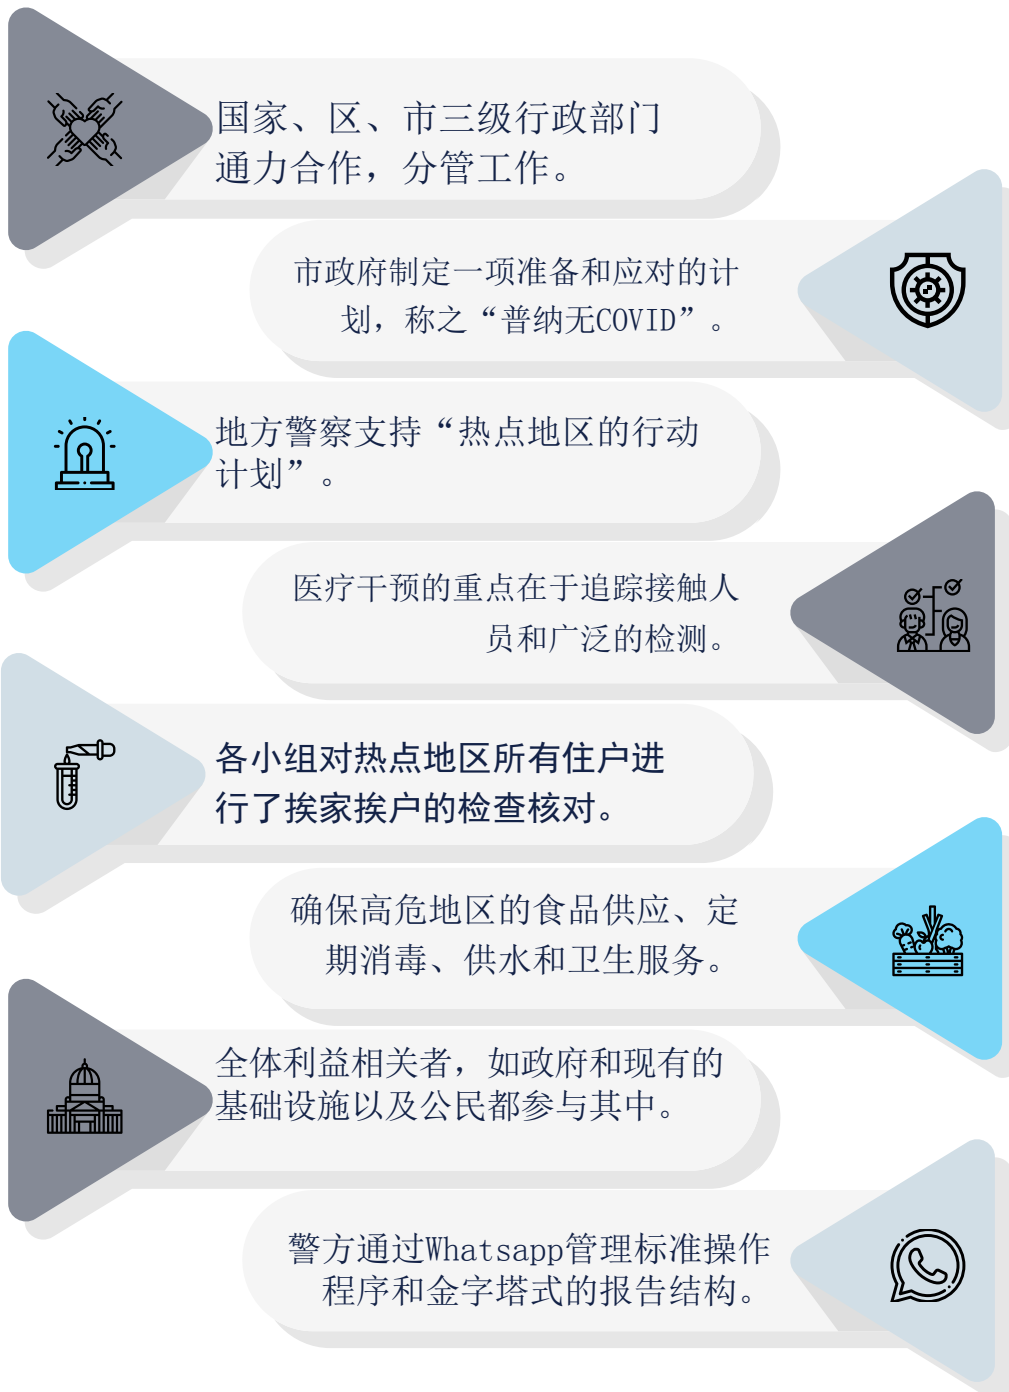 国家、区、市三级行政部门
通力合作，分管工作。
市政府制定一项准备和应对的计
划，称之“普纳无COVID”。
地方警察支持“热点地区的行动
计划”。
医疗干预的重点在于追踪接触人
员和广泛的检测。
各小组对热点地区所有住户进
行了挨家挨户的检查核对。
确保高危地区的食品供应、定
期消毒、供水和卫生服务。
全体利益相关者，如政府和现有的
基础设施以及公民都参与其中。
警方通过Whatsapp管理标准操作
程序和金字塔式的报告结构。